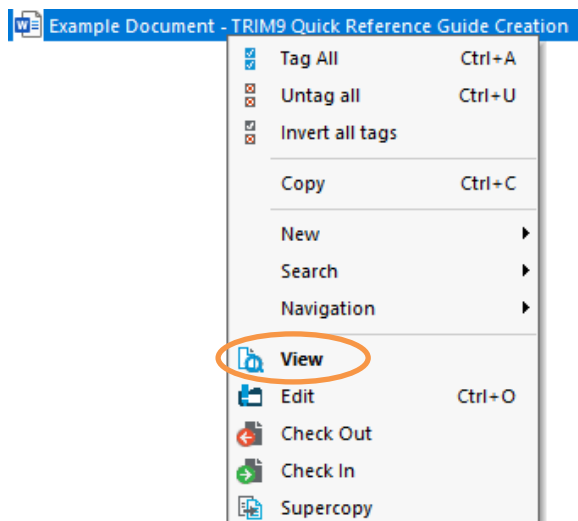 Example Document - TRIM9 Quick Reference Guide Creation
Tag All Ctrl+A
Untag all Ctrl+U
Invert all tags
Copy Ctrl+C
New
Search
Navigation
View
Edit Ctrl+O
Check Out
Check In
Supercopy